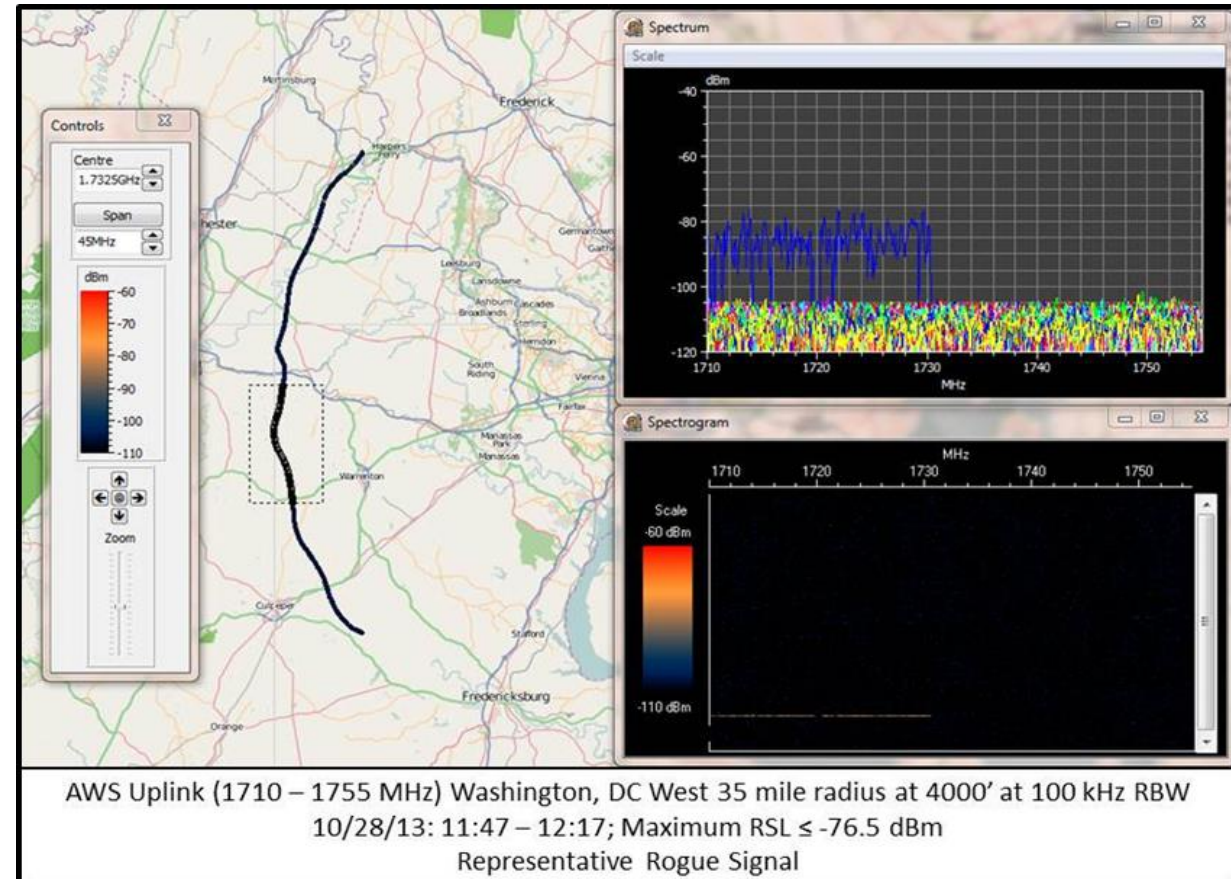 Martinsburg
Frederick
Harpers
Ferry
hester
Germantown
Gaith
Leesburg
Lansdowne
Ashburn Cascades
Broadlands
Sterling
Herndon
South
Riding
Vienna
Fairfax
Manassas
Park
Manassas
Warrenton
Culpeper
Stafford
Fredericksburg
Orange
Controls
Centre
1.7325GHz
Span
45MHz
dBm
-60
-70
-80
-90
-100
-110
Zoom
Spectrum
Scale
dBm
-40
-60
-80
-100
-120
1710
1720
1730
1740
1750
MHz
Spectrogram
MHz
1710
1720
1730
1740
1750
Scale
-60 dBm
-110 dBm
AWS Uplink (1710 – 1755 MHz) Washington, DC West 35 mile radius at 4000’ at 100 kHz RBW
10/28/13: 11:47 – 12:17; Maximum RSL ≤ -76.5 dBm
Representative Rogue Signal